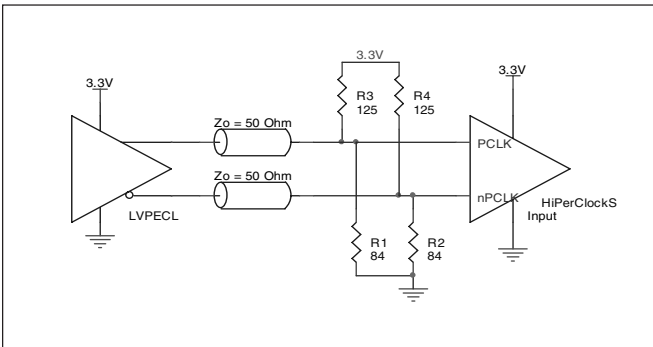 3.3V
3.3V
R3
125
R4
125
3.3V
Zo = 50 Ohm
PCLK
Zo = 50 Ohm
nPCLK
HiPerClockS
Input
LVPECL
R1
84
R2
84